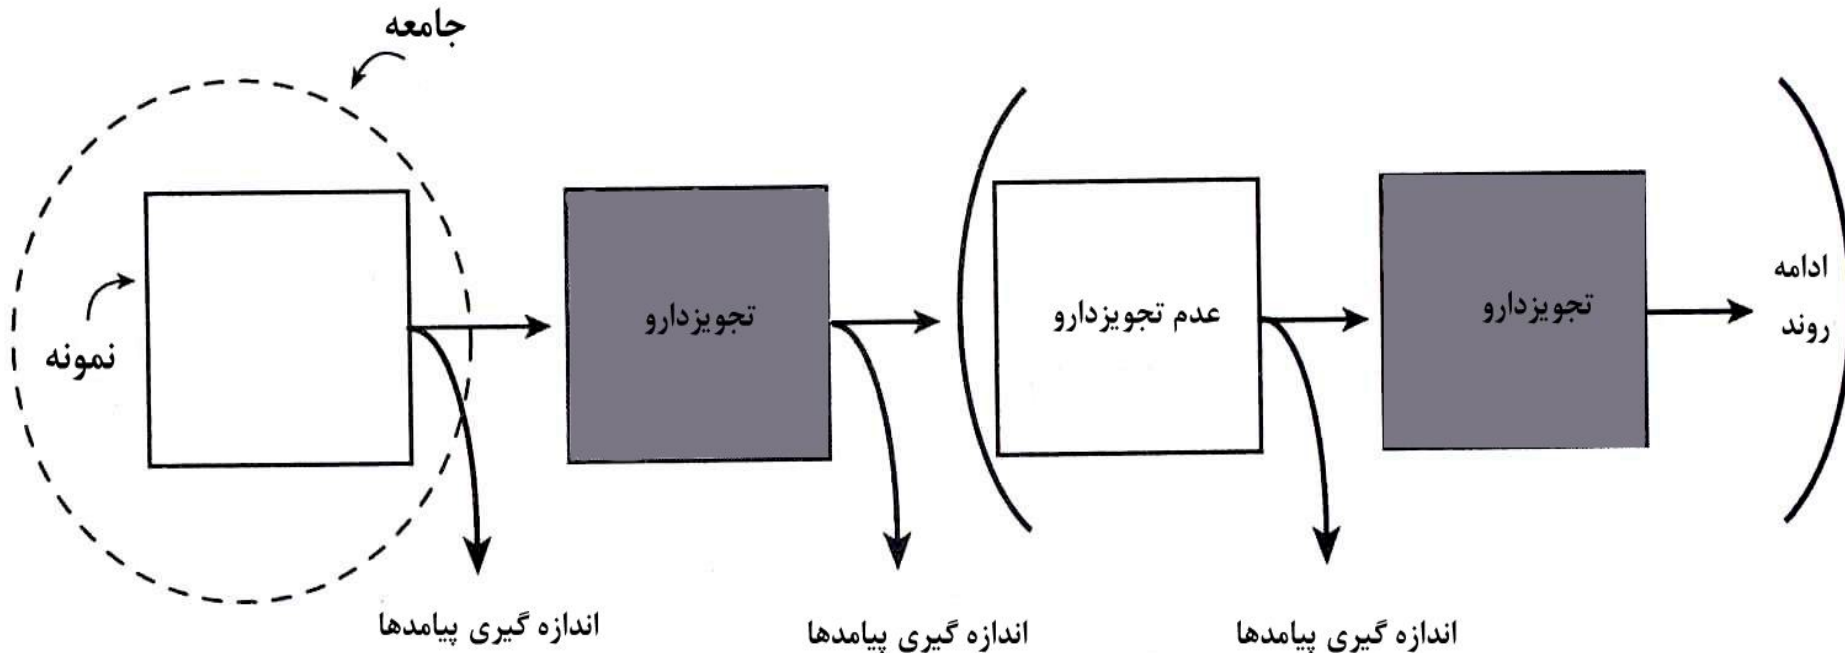 جامعه
نمونه
تجویزدارو
عدم تجویزدارو
تجویزدارو
ادامه
روند
اندازه گیری پیامدها
اندازه گیری پیامدها
اندازه گیری پیامدها